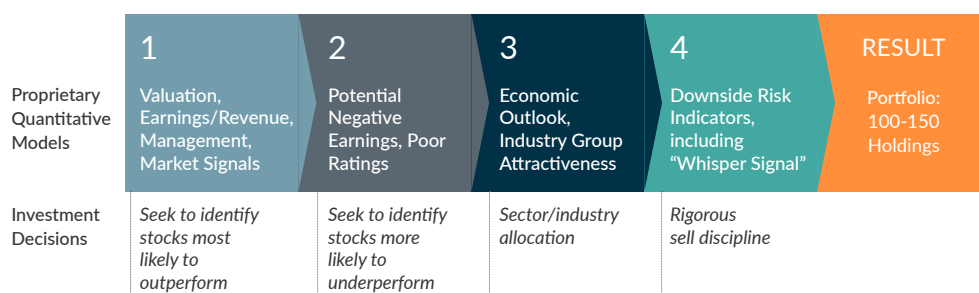 1
2
3
4
RESULT
Proprietary
Quantitative
Models
Valuation,
Earnings/Revenue,
Management,
Market Signals
Potential
Negative
Earnings, Poor
Ratings
Economic
Outlook,
Industry Group
Attractiveness
Downside Risk
Indicators,
including
“Whisper Signal”
Portfolio:
100-150
Holdings
Investment
Decisions
Seek to identify
stocks most
likely to
outperform
Seek to identify
stocks more
likely to
underperform
Sector/industry
allocation
Rigorous
sell discipline